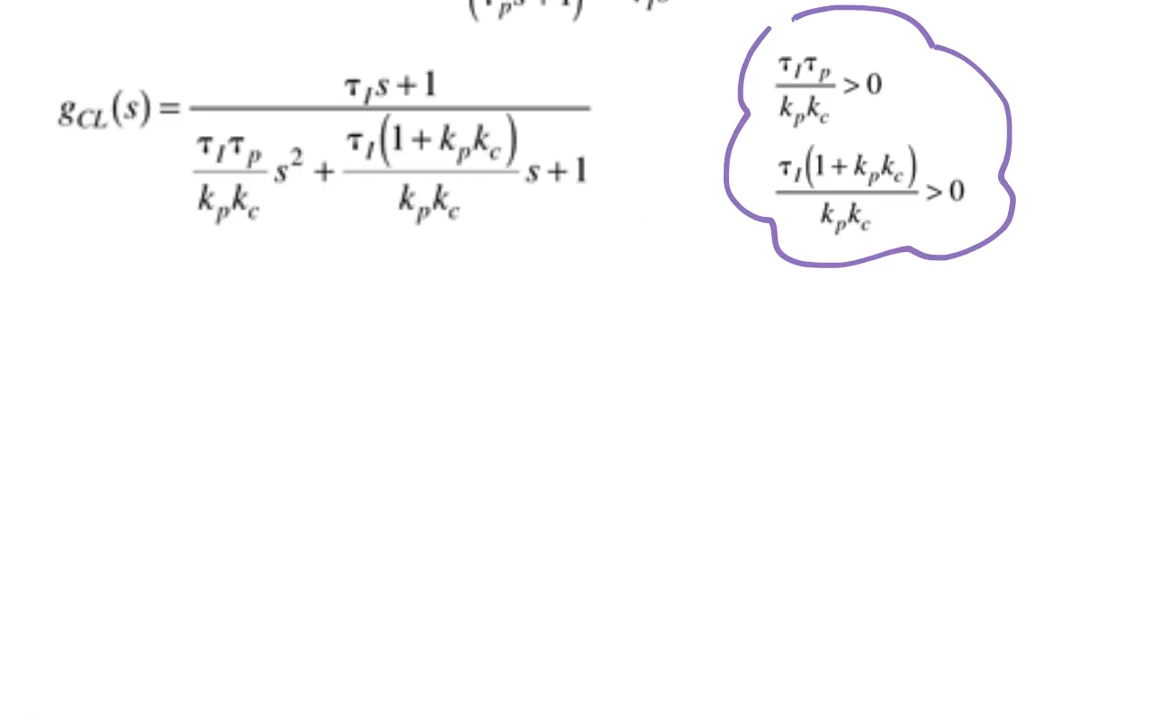 g_CL(s) = (τ_I s + 1) / ((τ_I τ_p)/(k_p k_c) s² + (τ_I(1 + k_p k_c))/(k_p k_c) s + 1)
(τ_I τ_p)/(k_p k_c) > 0
(τ_I(1 + k_p k_c))/(k_p k_c) > 0